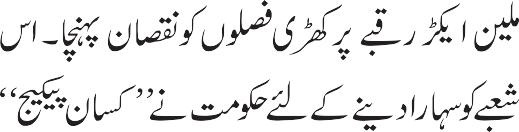 ملین ایکڑ رقبے پر کھڑی فصلوں کو نقصان پہنچا۔ اس
شعبے کو سہارا دینے کے لئے حکومت نے ’’کسان پیکیج‘‘